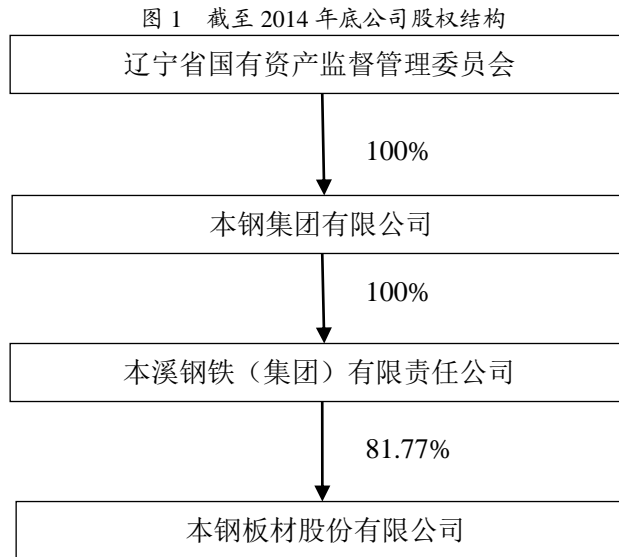 图 1 截至 2014 年底公司股权结构
辽宁省国有资产监督管理委员会
100%
本钢集团有限公司
100%
本溪钢铁（集团）有限责任公司
81.77%
本钢板材股份有限公司